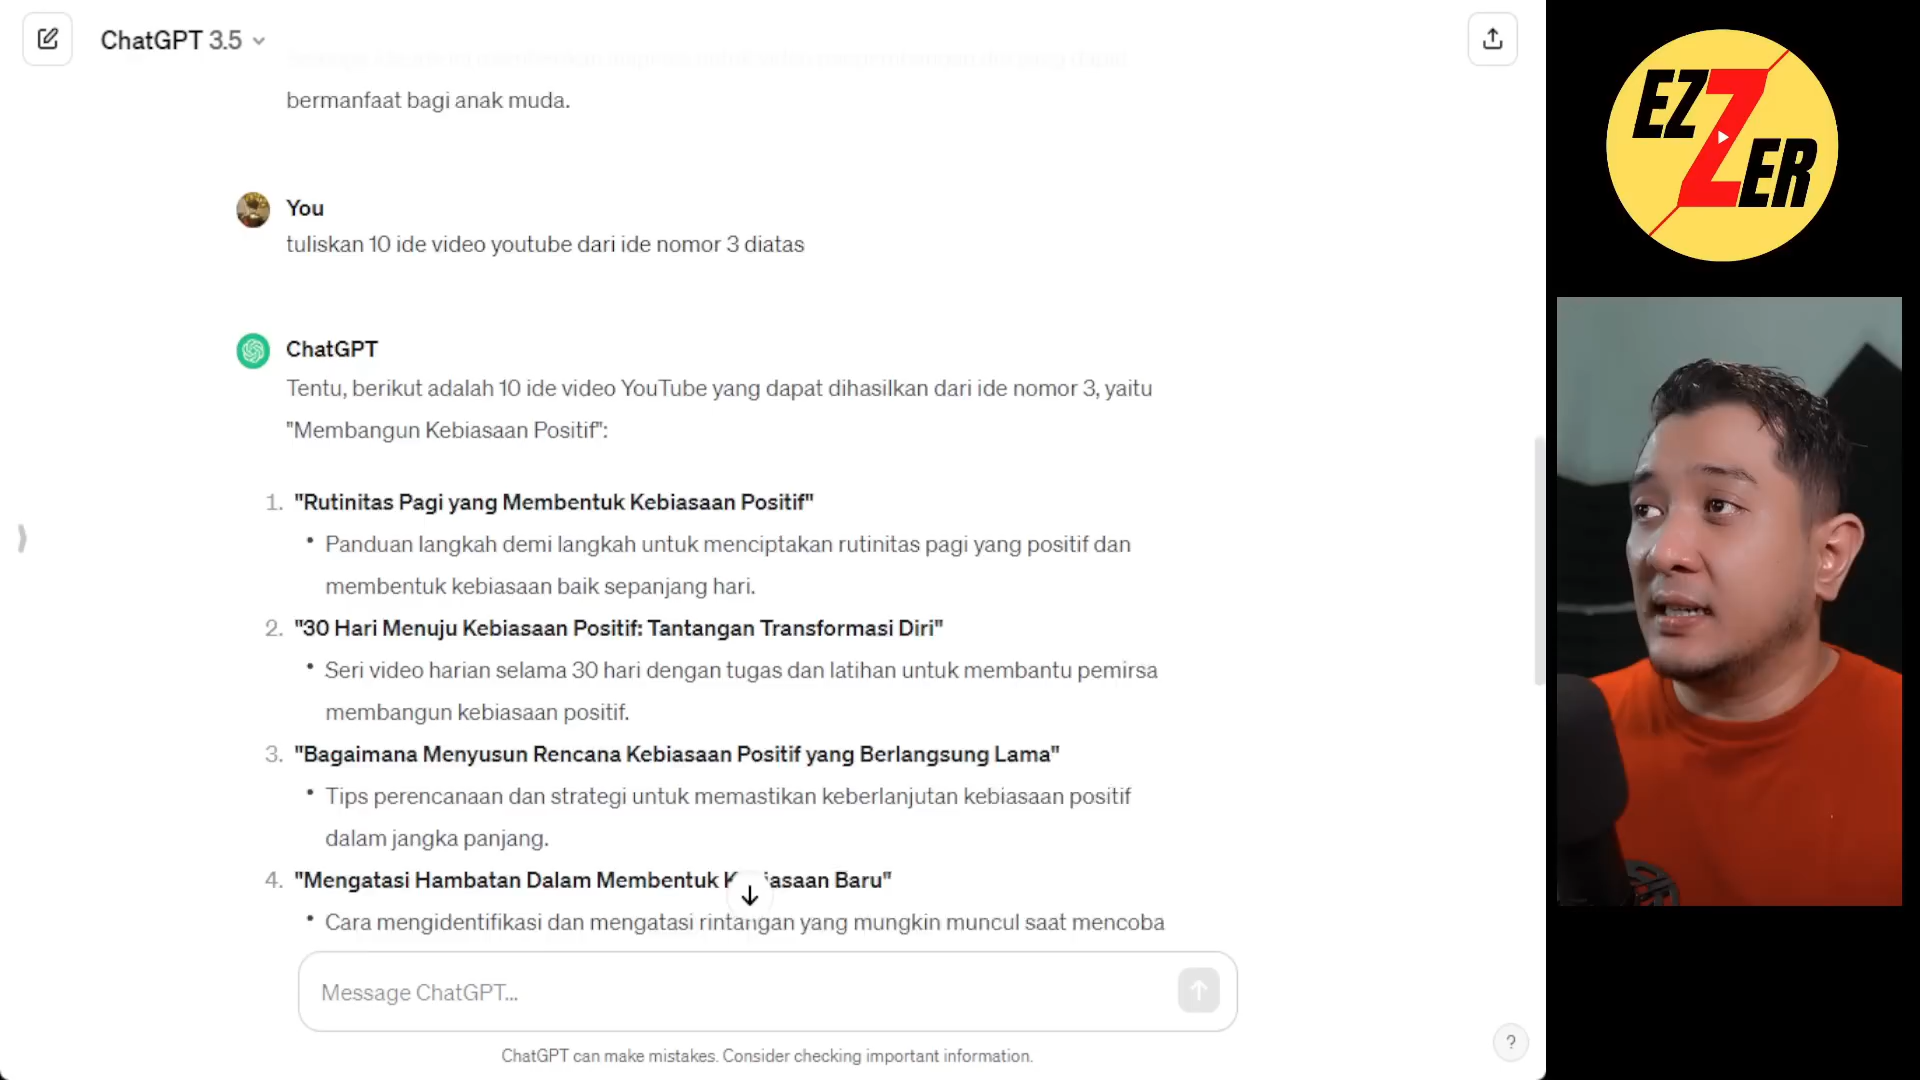 ChatGPT 3.5
bermanfaat bagi anak muda.
You
tuliskan 10 ide video youtube dari ide nomor 3 diatas
ChatGPT
Tentu, berikut adalah 10 ide video YouTube yang dapat dihasilkan dari ide nomor 3, yaitu
"Membangun Kebiasaan Positif":
1. "Rutinitas Pagi yang Membentuk Kebiasaan Positif"
• Panduan langkah demi langkah untuk menciptakan rutinitas pagi yang positif dan
membentuk kebiasaan baik sepanjang hari.
2. "30 Hari Menuju Kebiasaan Positif: Tantangan Transformasi Diri"
• Seri video harian selama 30 hari dengan tugas dan latihan untuk membantu pemirsa
membangun kebiasaan positif.
3. "Bagaimana Menyusun Rencana Kebiasaan Positif yang Berlangsung Lama"
• Tips perencanaan dan strategi untuk memastikan keberlanjutan kebiasaan positif
dalam jangka panjang.
4. "Mengatasi Hambatan Dalam Membentuk Baru"
• Cara mengidentifikasi dan mengatasi rintangan yang mungkin muncul saat mencoba
Message ChatGPT...
ChatGPT can make mistakes. Consider checking important information.
?
EZZER